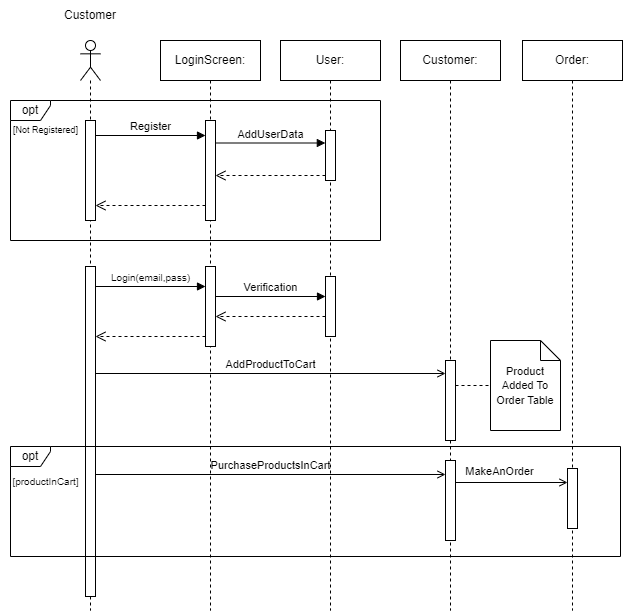 Customer
LoginScreen:
User:
Customer:
Order:
opt
[Not Registered]
Register
AddUserData
Login(email,pass)
Verification
AddProductToCart
Product
Added To
Order Table
opt
[productInCart]
PurchaseProductsInCart
MakeAnOrder